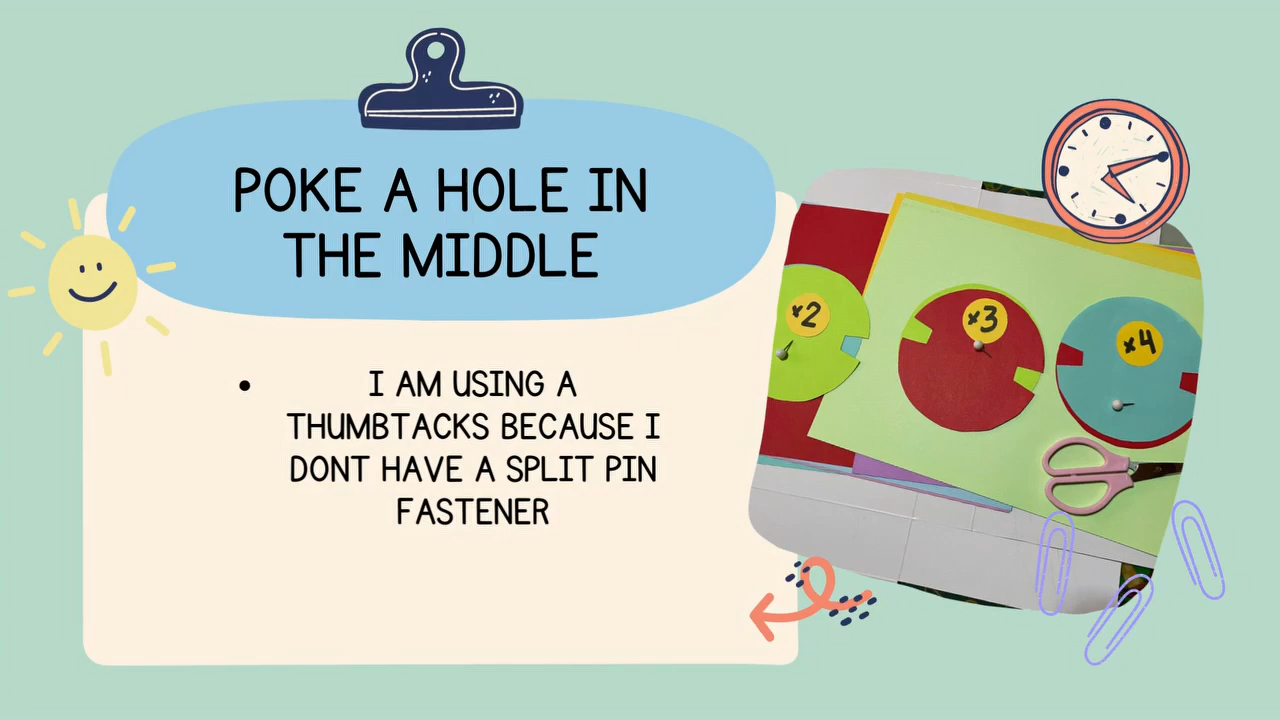 POKE A HOLE IN
THE MIDDLE
• I AM USING A
THUMBTACKS BECAUSE I
DONT HAVE A SPLIT PIN
FASTENER
x2
x3
x4